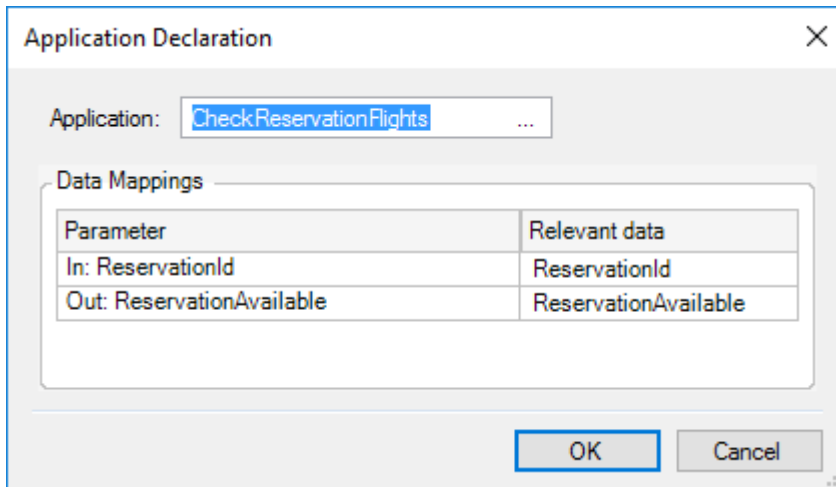 Application Declaration
Application: CheckReservationFlights ...
Data Mappings
Parameter Relevant data
In: ReservationId ReservationId
Out: ReservationAvailable ReservationAvailable
OK Cancel